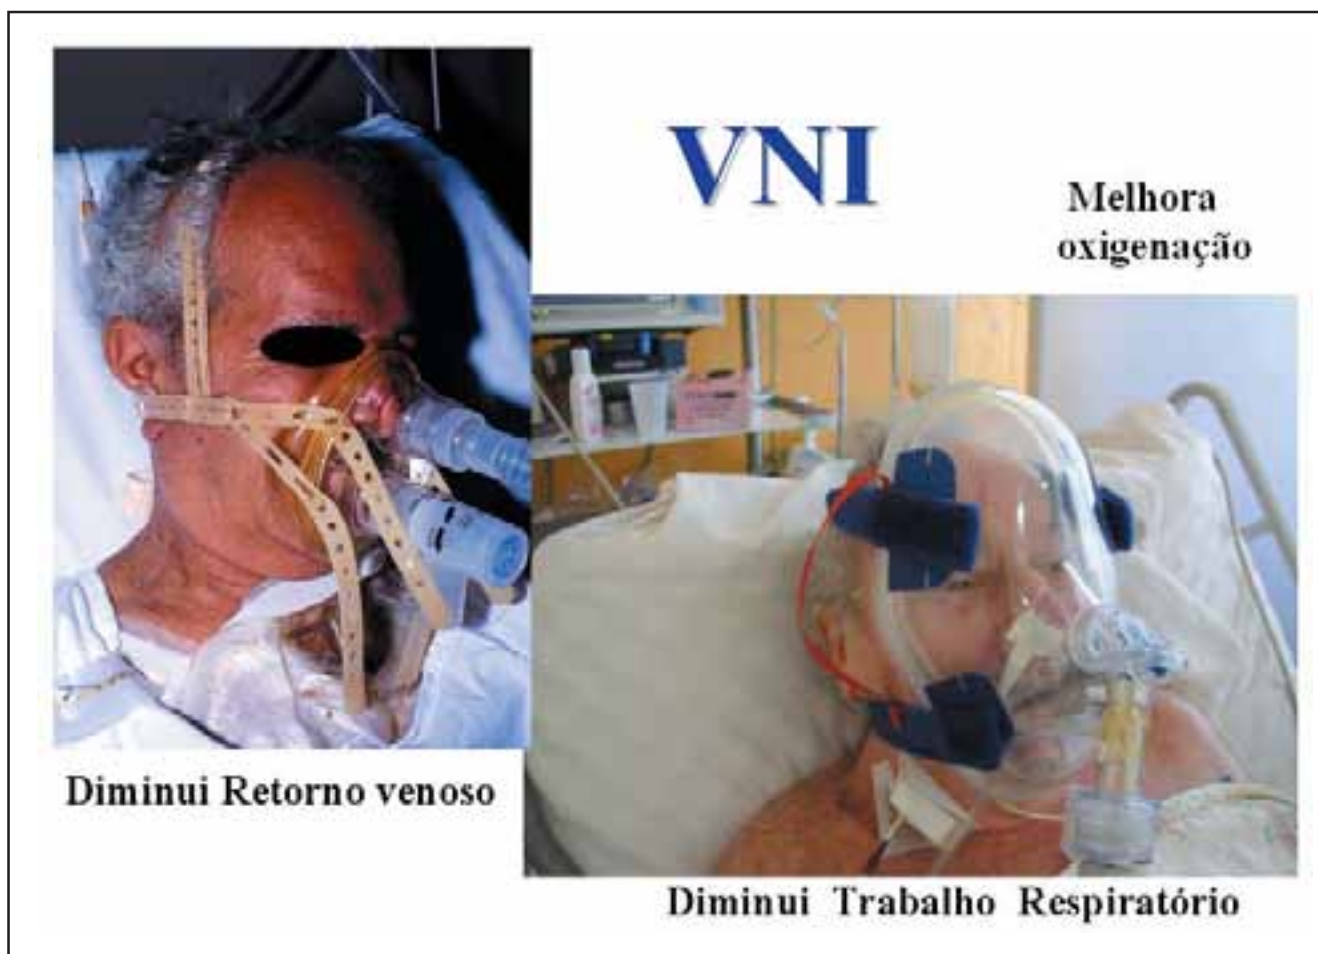 VNI
Melhora
oxigenação
Diminui Retorno venoso
Diminui Trabalho Respiratório